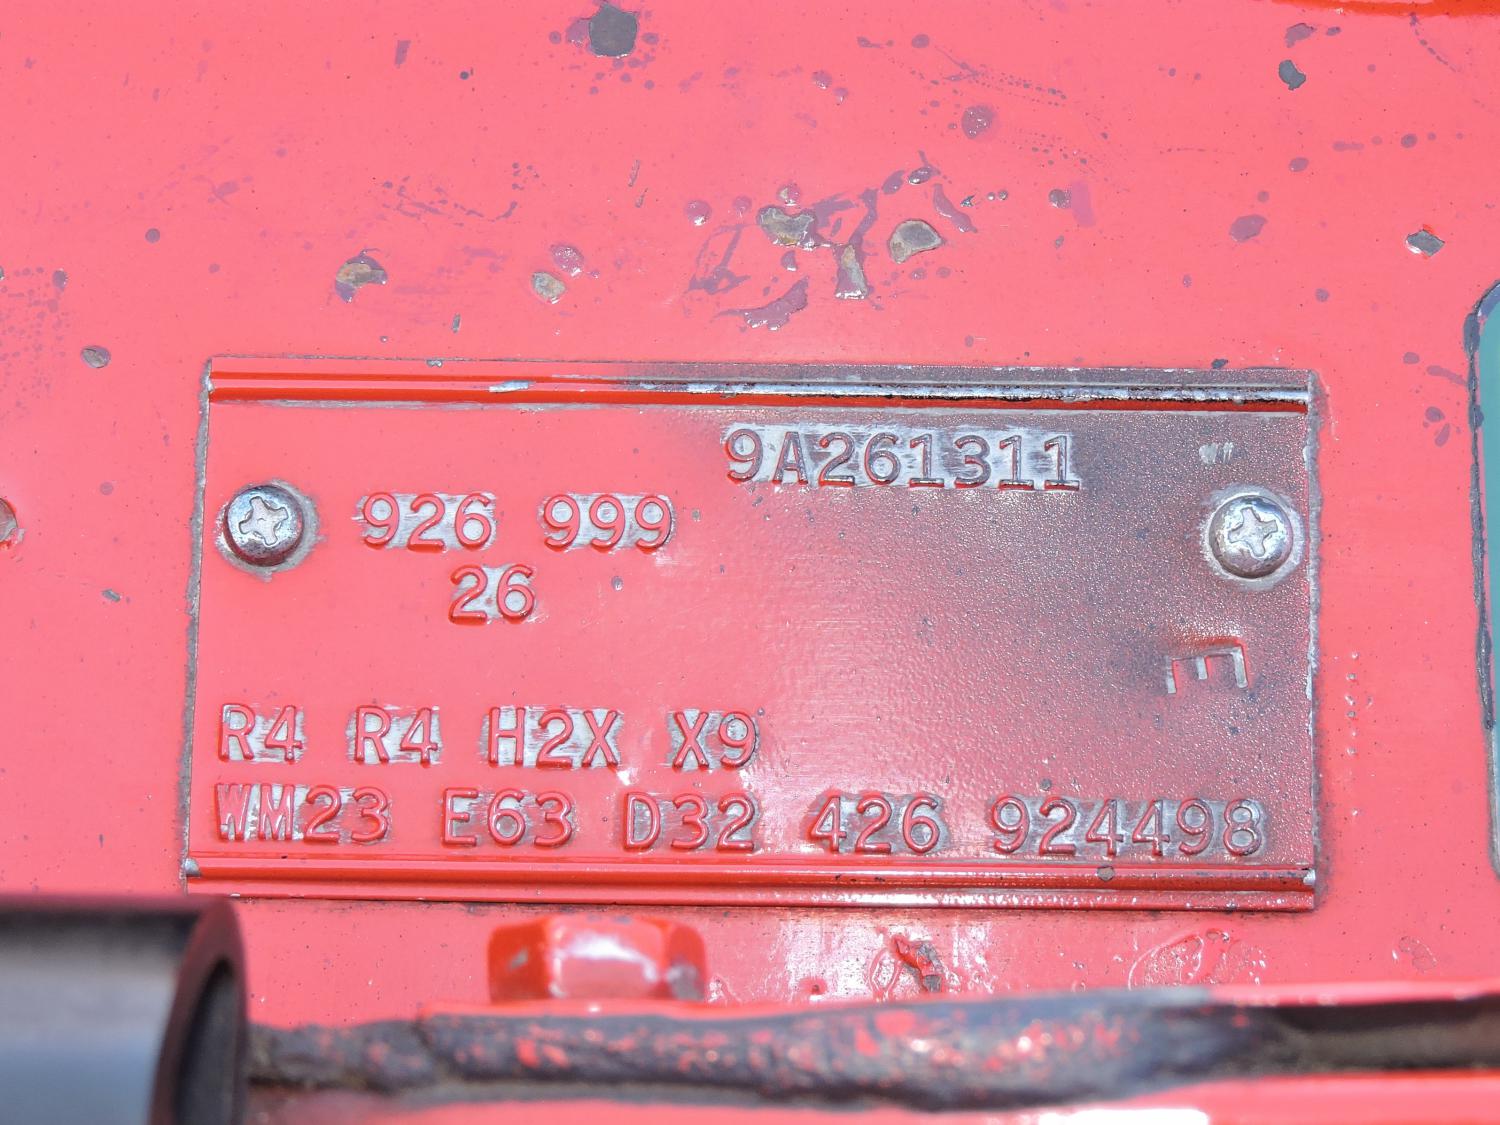 9A261311
926 999
26
E
R4 R4 H2X X9
WM23 E63 D32 426 924498